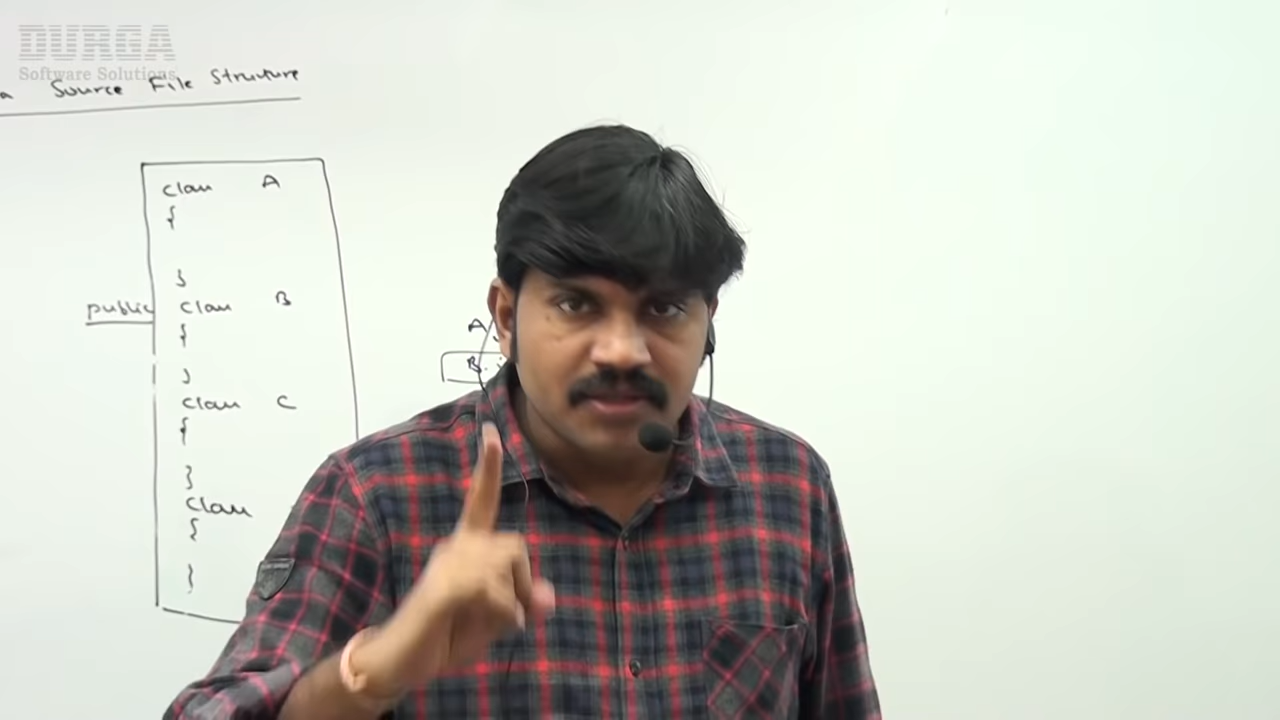 DURGA
Software Solutions
a Source File Structure
class A
{
}
public class B
{
}
class C
{
}
class
{
}
A
B.